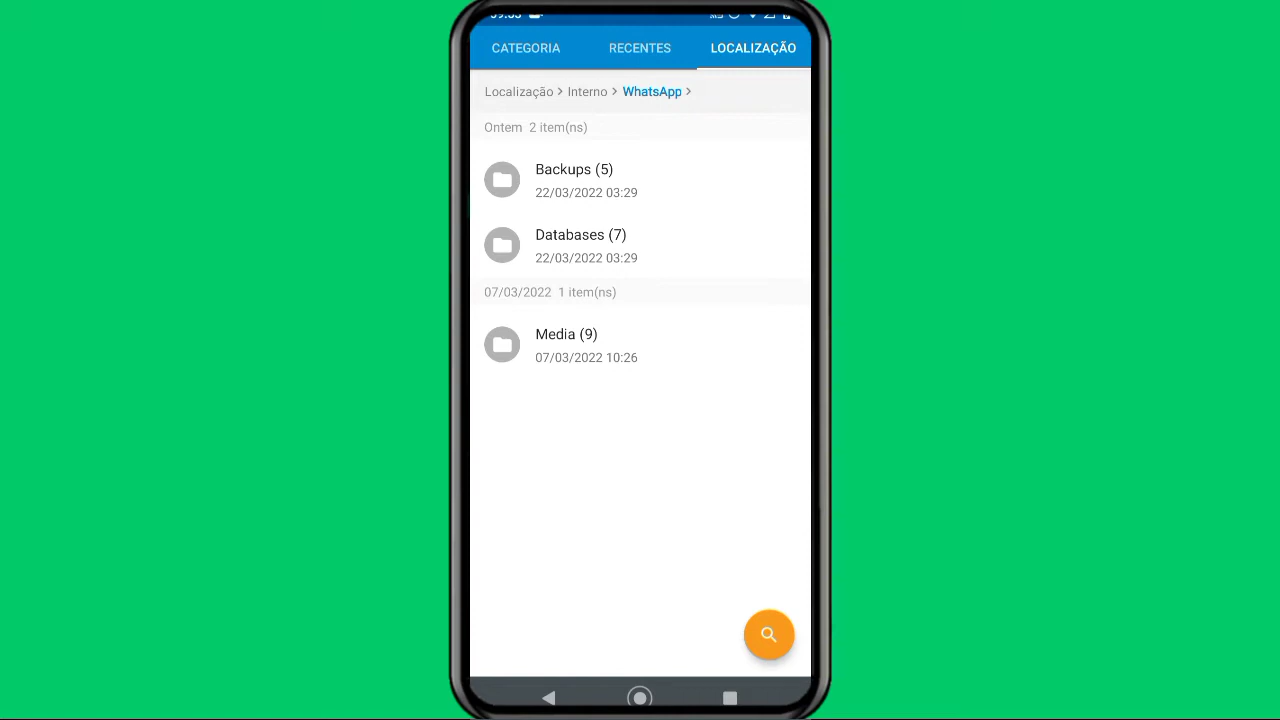 CATEGORIA RECENTES LOCALIZAÇÃO
Localização > Interno > WhatsApp >
Ontem 2 item(ns)
Backups (5)
22/03/2022 03:29
Databases (7)
22/03/2022 03:29
07/03/2022 1 item(ns)
Media (9)
07/03/2022 10:26